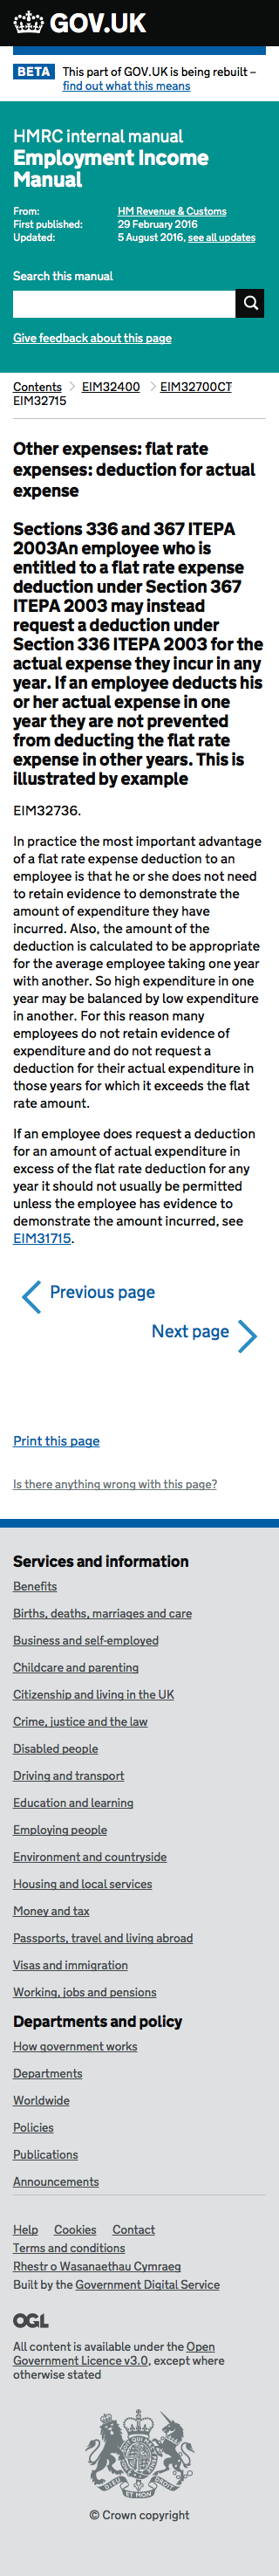 GOV.UK
BETA This part of GOV.UK is being rebuilt –
find out what this means
HMRC internal manual
Employment Income
Manual
From: HM Revenue & Customs
First published: 29 February 2016
Updated: 5 August 2016, see all updates
Search this manual
Give feedback about this page
Contents EIM32400 EIM32700CT
EIM32715
Other expenses: flat rate
expenses: deduction for actual
expense
Sections 336 and 367 ITEPA
2003An employee who is
entitled to a flat rate expense
deduction under Section 367
ITEPA 2003 may instead
request a deduction under
Section 336 ITEPA 2003 for the
actual expense they incur in any
year. If an employee deducts his
or her actual expense in one
year they are not prevented
from deducting the flat rate
expense in other years. This is
illustrated by example
EIM32736.
In practice the most important advantage
of a flat rate expense deduction to an
employee is that he or she does not need
to retain evidence to demonstrate the
amount of expenditure they have
incurred. Also, the amount of the
deduction is calculated to be appropriate
for the average employee taking one year
with another. So high expenditure in one
year may be balanced by low expenditure
in another. For this reason many
employees do not retain evidence of
expenditure and do not request a
deduction for their actual expenditure in
those years for which it exceeds the flat
rate amount.
If an employee does request a deduction
for an amount of actual expenditure in
excess of the flat rate deduction for any
year it should not usually be permitted
unless the employee has evidence to
demonstrate the amount incurred, see
EIM31715.
Previous page
Next page
Print this page
Is there anything wrong with this page?
Services and information
Benefits
Births, deaths, marriages and care
Business and self-employed
Childcare and parenting
Citizenship and living in the UK
Crime, justice and the law
Disabled people
Driving and transport
Education and learning
Employing people
Environment and countryside
Housing and local services
Money and tax
Passports, travel and living abroad
Visas and immigration
Working, jobs and pensions
Departments and policy
How government works
Departments
Worldwide
Policies
Publications
Announcements
Help Cookies Contact
Terms and conditions
Rhestr o Wasanaethau Cymraeg
Built by the Government Digital Service
OGL
All content is available under the Open
Government Licence v3.0, except where
otherwise stated
© Crown copyright